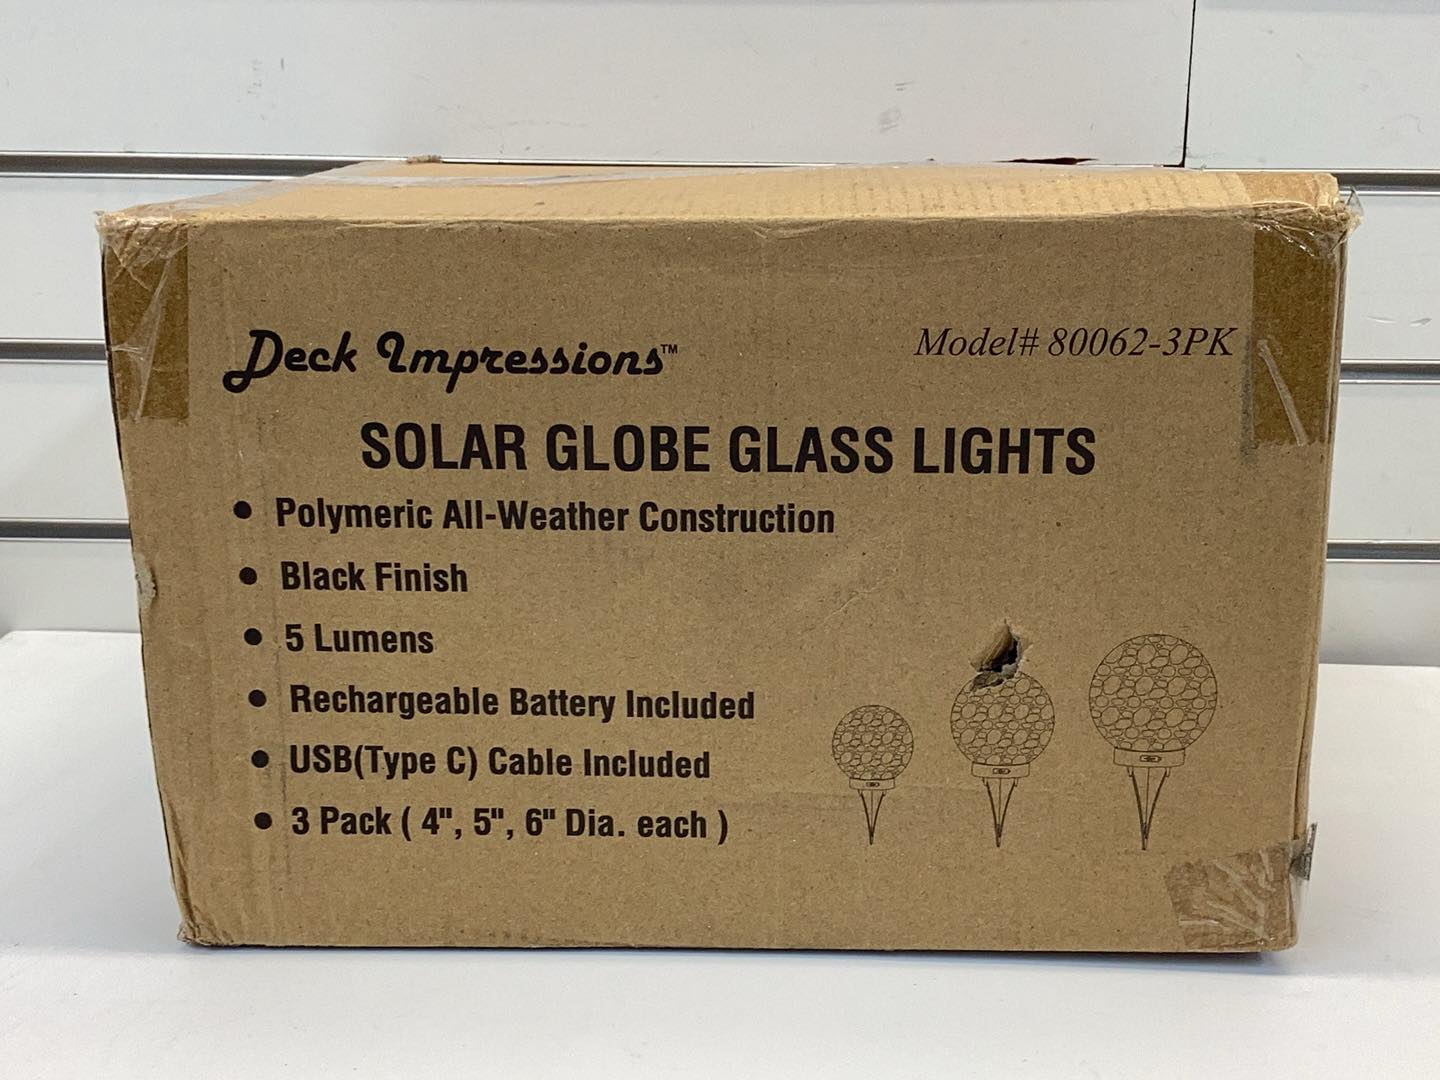 Deck Impressions™
Model# 80062-3PK
SOLAR GLOBE GLASS LIGHTS
• Polymeric All-Weather Construction
• Black Finish
• 5 Lumens
• Rechargeable Battery Included
• USB(Type C) Cable Included
• 3 Pack ( 4", 5", 6" Dia. each )